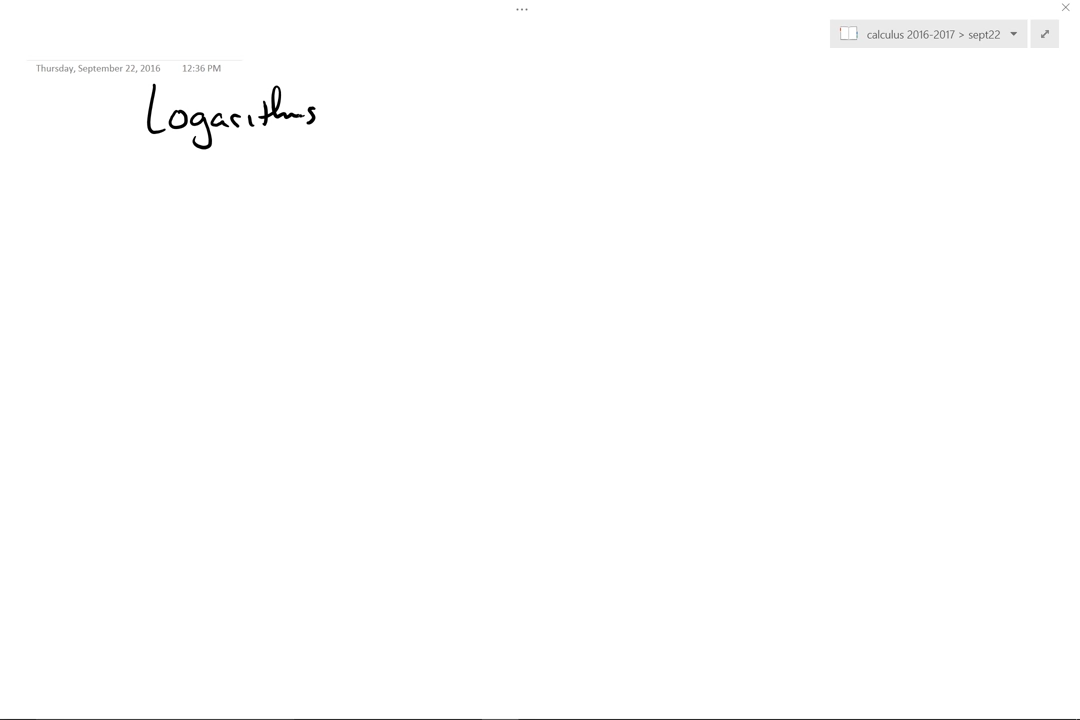 calculus 2016-2017 > sept22
Thursday, September 22, 2016 12:36 PM
Logarithms